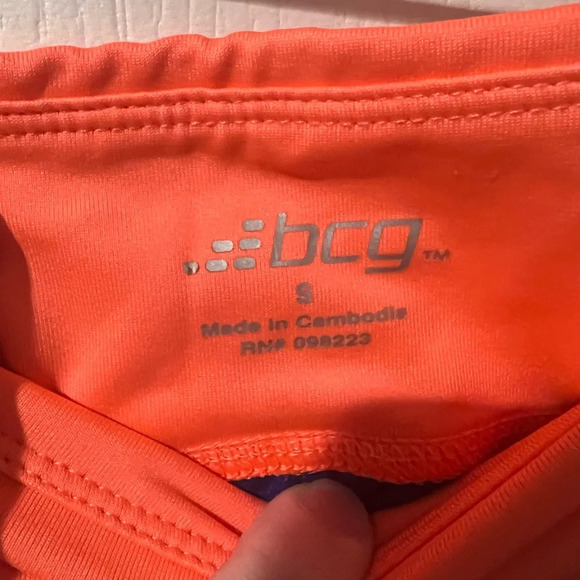 bcg™
S
Made in Cambodia
RN# 098223